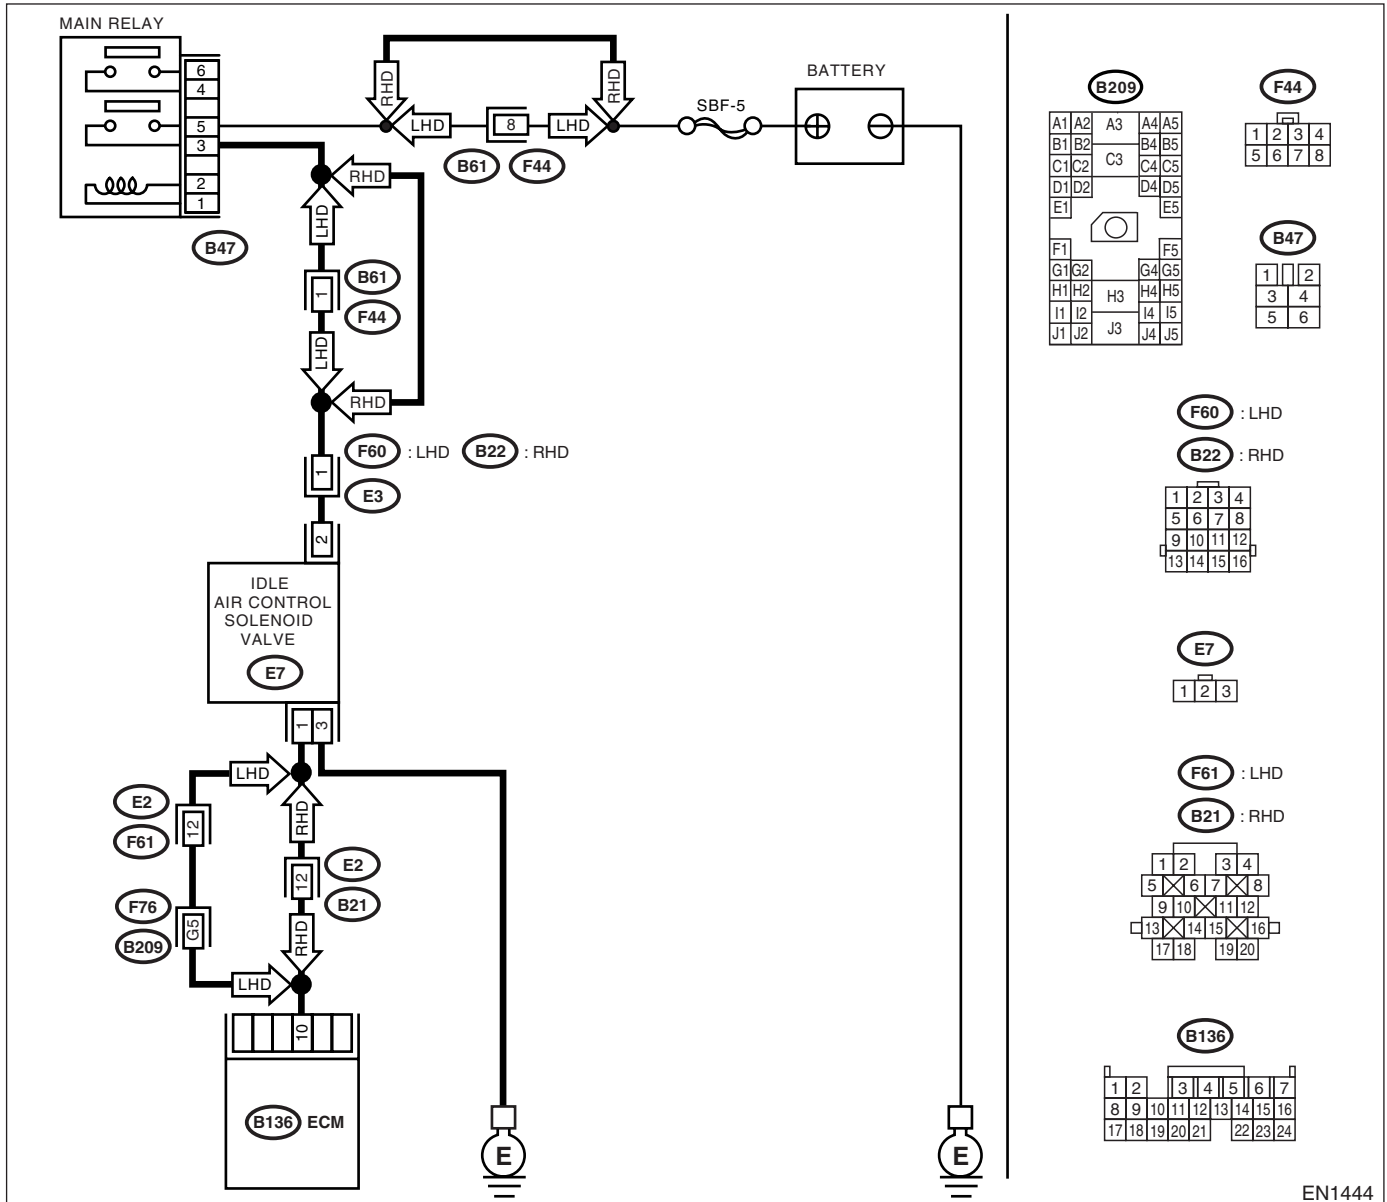 MAIN RELAY
6
4
5
3
2
1
B47
RHD
RHD
LHD
8
LHD
B61
F44
SBF-5
BATTERY
RHD
LHD
1
B61
F44
LHD
RHD
1
F60 : LHD
B22 : RHD
E3
2
IDLE
AIR CONTROL
SOLENOID
VALVE
E7
1 3
LHD
RHD
E2
F61
12
12
E2
B21
F76
B209
G5
RHD
LHD
10
B136 ECM
E
E
B209
A1 A2 A3 A4 A5
B1 B2 B4 B5
C1 C2 C3 C4 C5
D1 D2 D4 D5
E1 E5
F1 F5
G1 G2 G4 G5
H1 H2 H3 H4 H5
I1 I2 I4 I5
J1 J2 J3 J4 J5
F44
1 2 3 4
5 6 7 8
B47
1 2
3 4
5 6
F60 : LHD
B22 : RHD
1 2 3 4
5 6 7 8
9 10 11 12
13 14 15 16
E7
1 2 3
F61 : LHD
B21 : RHD
1 2 3 4
5 6 7 8
9 10 11 12
13 14 15 16
17 18 19 20
B136
1 2 3 4 5 6 7
8 9 10 11 12 13 14 15 16
17 18 19 20 21 22 23 24
EN1444